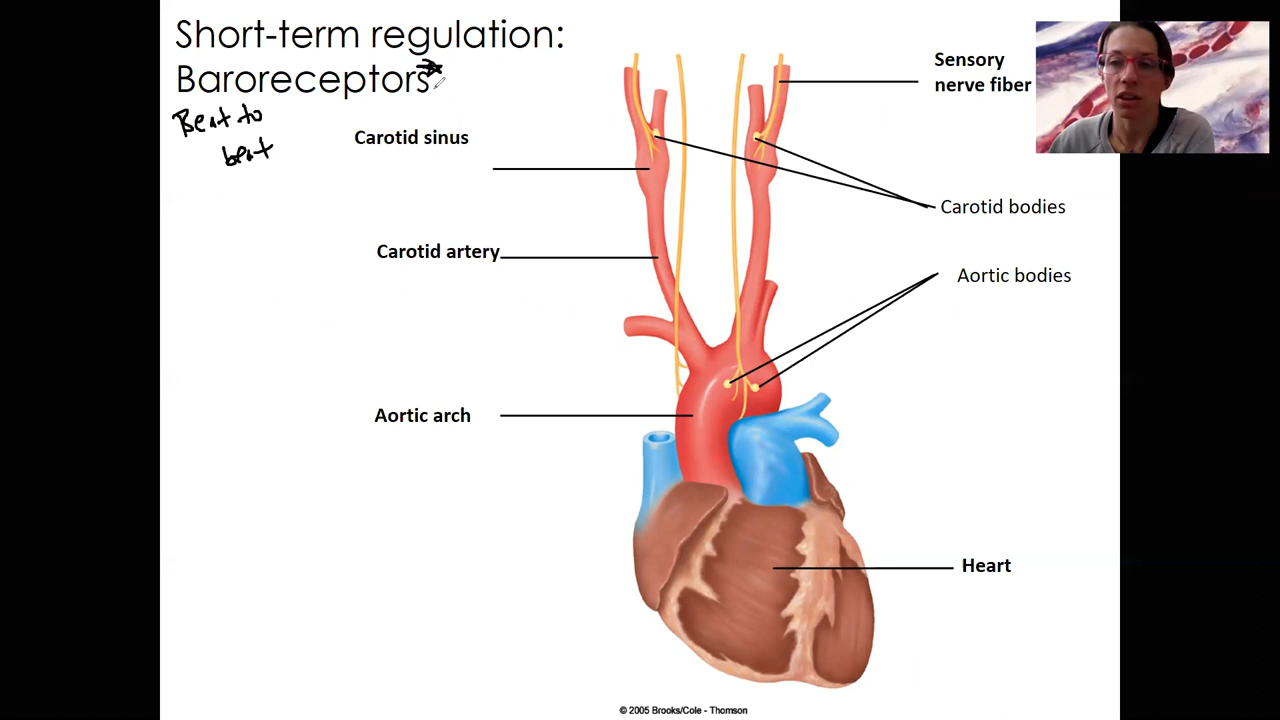 Short-term regulation:
Baroreceptors*
Beat to
beat
Carotid sinus
Carotid artery
Aortic arch
Sensory
nerve fiber
Carotid bodies
Aortic bodies
Heart
© 2005 Brooks/Cole - Thomson